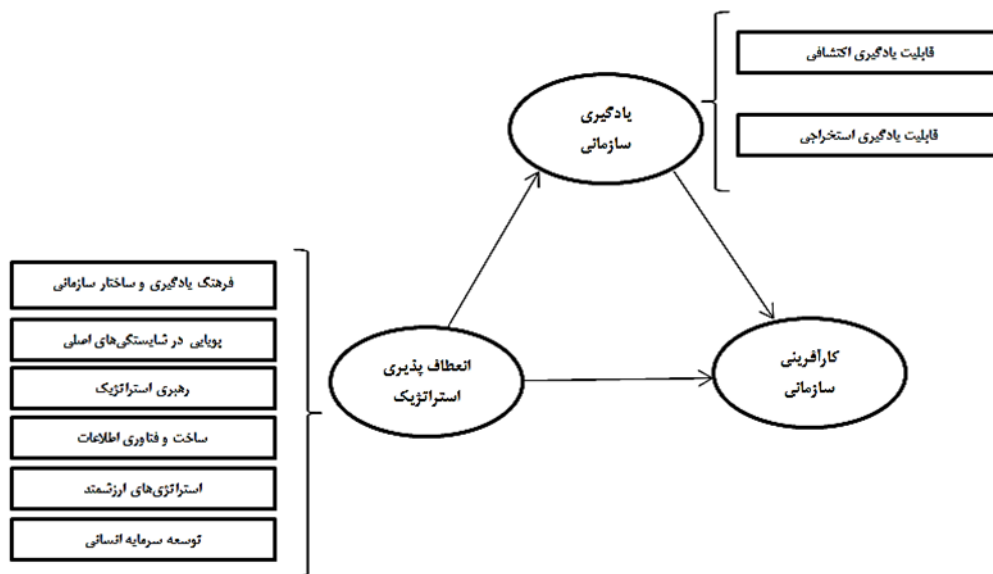 قابلیت یادگیری اکتشافی
قابلیت یادگیری استخراجی
یادگیری
سازمانی
فرهنگ یادگیری و ساختار سازمانی
پویایی در شایستگی‌های اصلی
رهبری استراتژیک
ساخت و فناوری اطلاعات
استراتژی‌های ارزشمند
توسعه سرمایه انسانی
انعطاف پذیری
استراتژیک
کارآفرینی
سازمانی